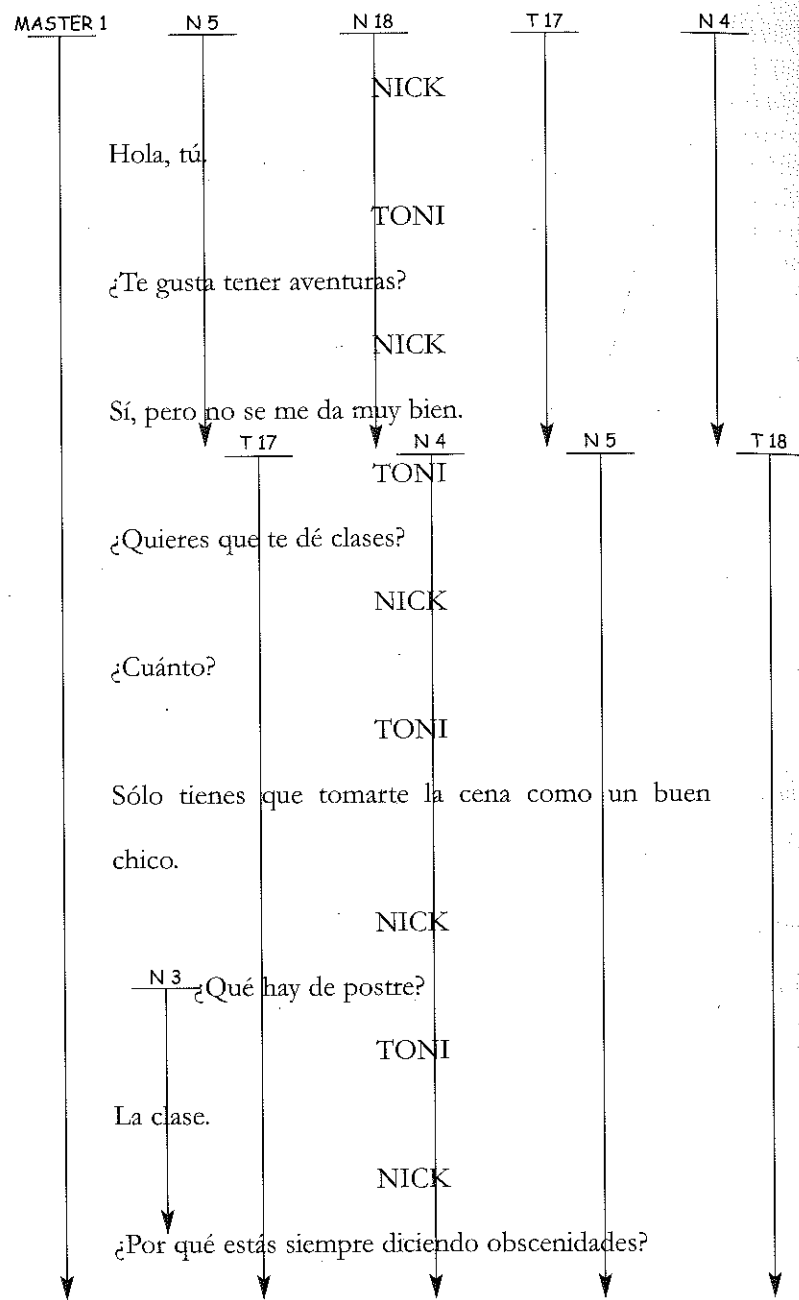 MASTER 1 N 5 N 18 T 17 N 4
NICK
Hola, tú.
TONI
¿Te gusta tener aventuras?
NICK
Sí, pero no se me da muy bien.
T 17 N 4 N 5 T 18
TONI
¿Quieres que te dé clases?
NICK
¿Cuánto?
TONI
Sólo tienes que tomarte la cena como un buen
chico.
NICK
N 3 ¿Qué hay de postre?
TONI
La clase.
NICK
¿Por qué estás siempre diciendo obscenidades?